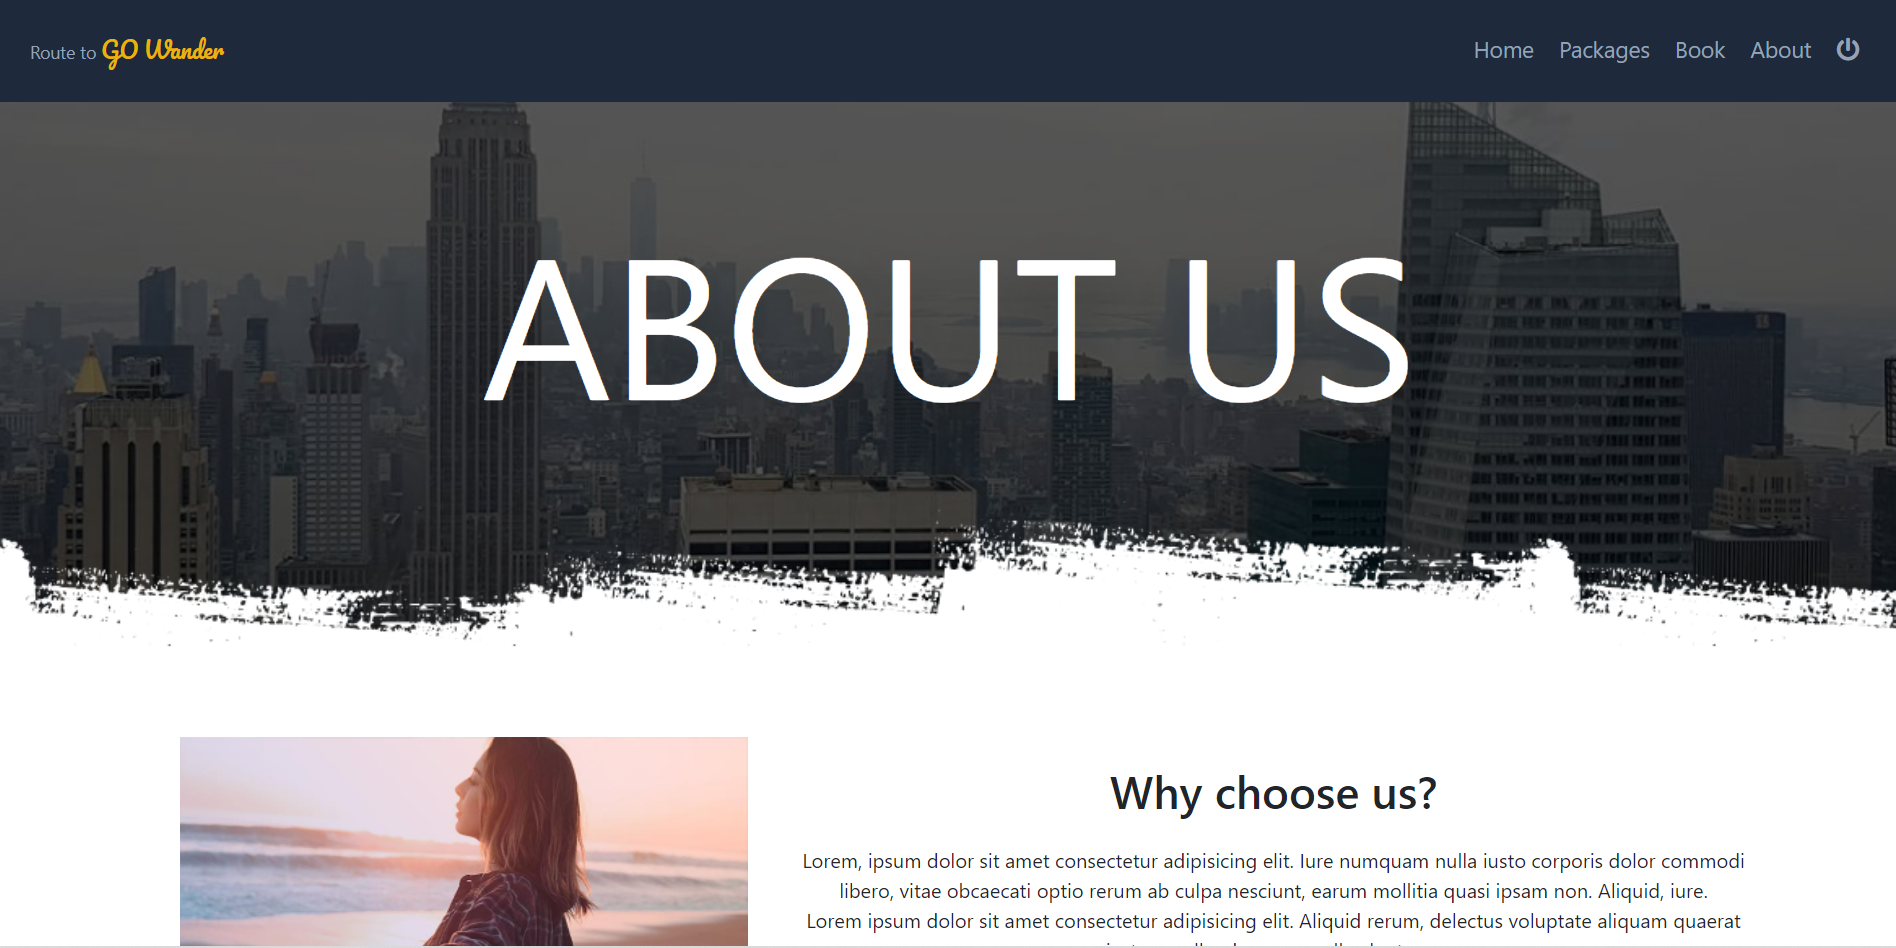 Route to GO Wander
Home Packages Book About
ABOUT US
Why choose us?
Lorem, ipsum dolor sit amet consectetur adipisicing elit. Iure numquam nulla iusto corporis dolor commodi
libero, vitae obcaecati optio rerum ab culpa nesciunt, earum mollitia quasi ipsam non. Aliquid, iure.
Lorem ipsum dolor sit amet consectetur adipisicing elit. Aliquid rerum, delectus voluptate aliquam quaerat